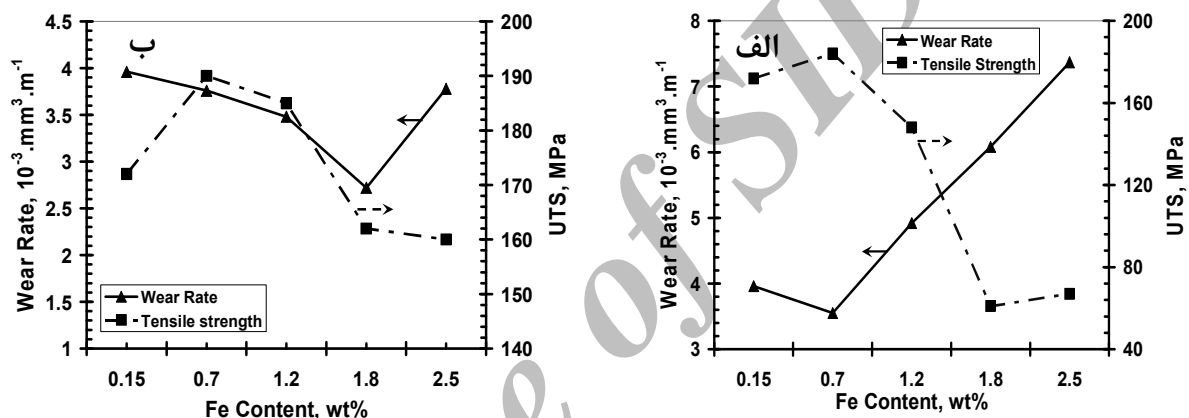 ب
Wear Rate, 10⁻³.mm³.m⁻¹
4.5
4
3.5
3
2.5
2
1.5
1
200
190
180
170
160
150
140
UTS, MPa
Wear Rate
Tensile strength
0.15 0.7 1.2 1.8 2.5
Fe Content, wt%
الف
Wear Rate, 10⁻³.mm³.m⁻¹
8
7
6
5
4
3
200
160
120
80
40
UTS, MPa
Wear Rate
Tensile Strength
0.15 0.7 1.2 1.8 2.5
Fe Content, wt%
e of SID